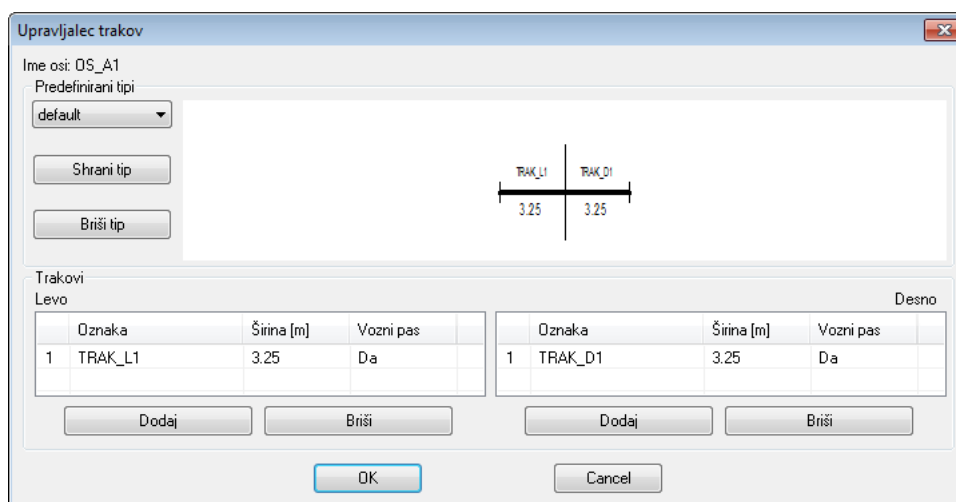 Upravljalec trakov
Ime osi: OS_A1
Predefinirani tipi
default
Shrani tip
Briši tip
TRAK_L1 TRAK_D1
3.25 3.25
Trakovi
Levo Desno
Oznaka Širina [m] Vozni pas Oznaka Širina [m] Vozni pas
1 TRAK_L1 3.25 Da 1 TRAK_D1 3.25 Da
Dodaj Briši Dodaj Briši
OK Cancel